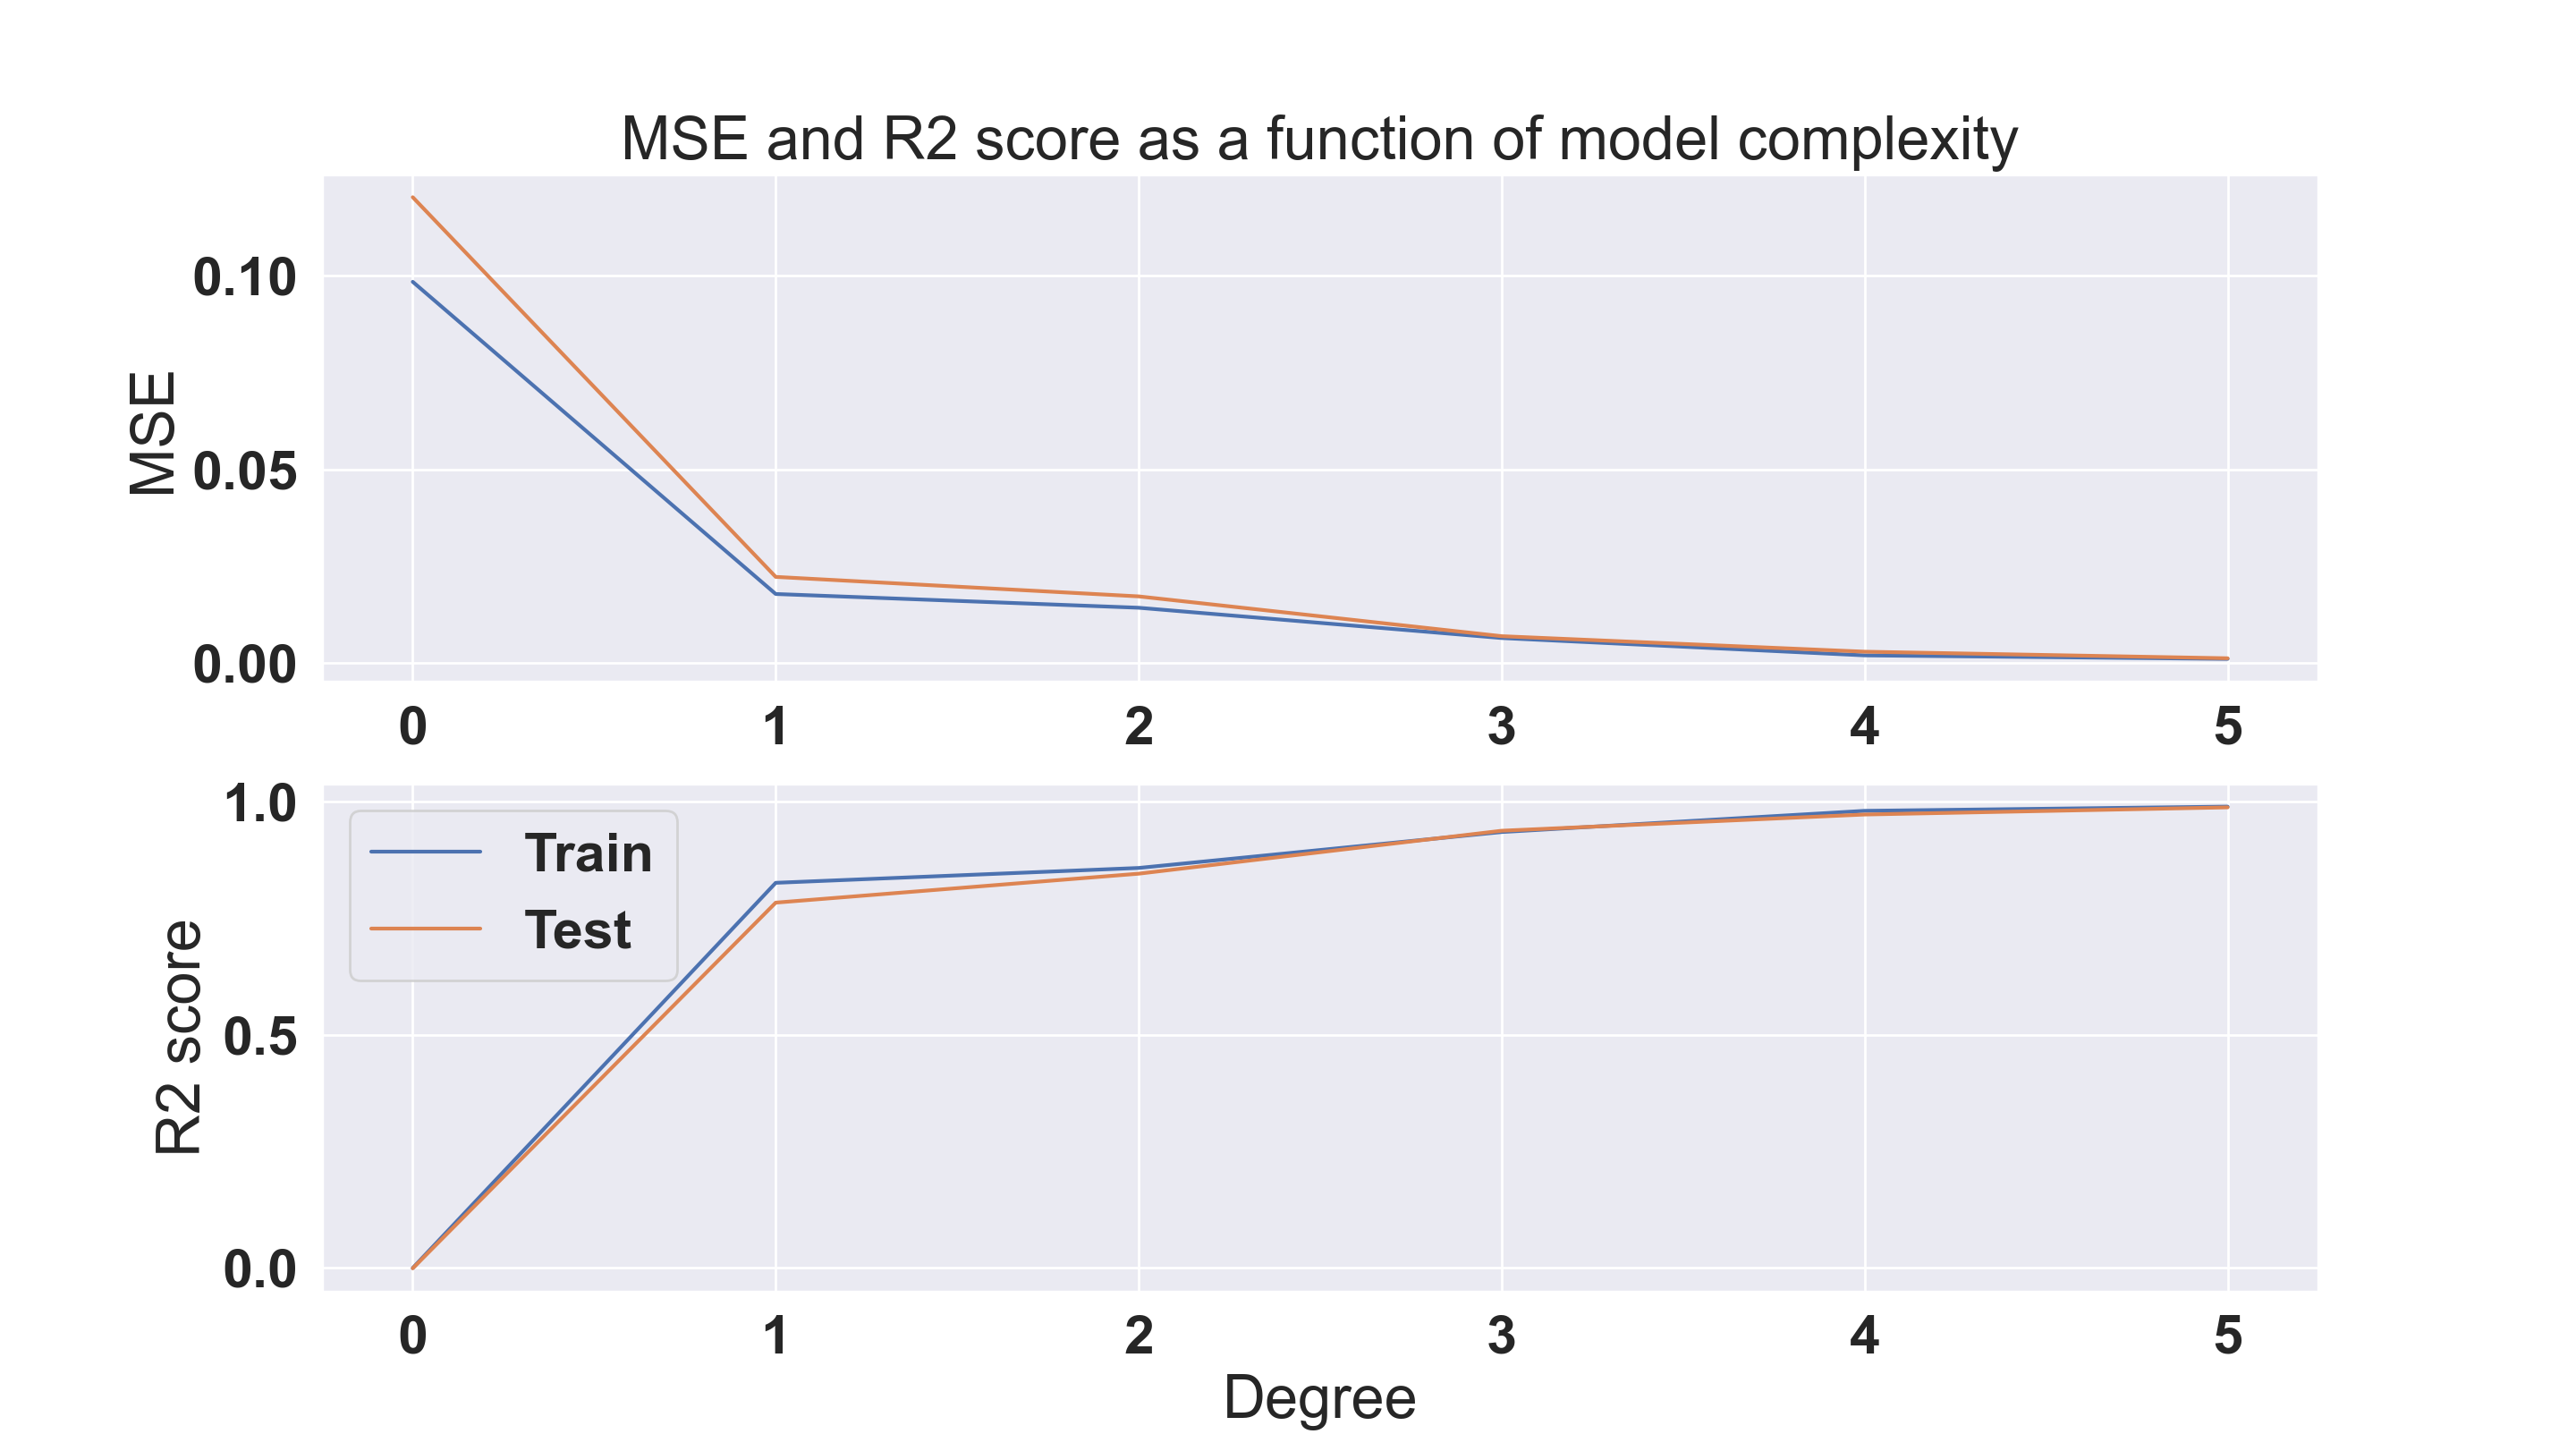 MSE and R2 score as a function of model complexity
MSE
0.10
0.05
0.00
0 1 2 3 4 5
R2 score
1.0
0.5
0.0
Train
Test
0 1 2 3 4 5
Degree